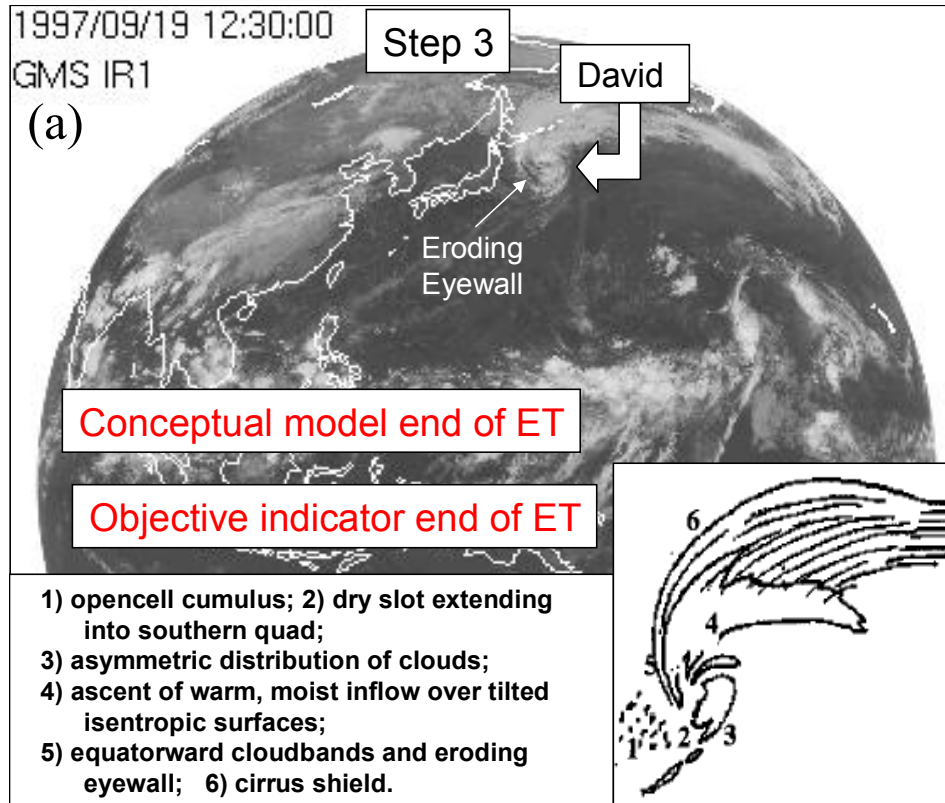 1997/09/19 12:30:00
GMS IR1
Step 3
David
(a)
Eroding
Eyewall
Conceptual model end of ET
Objective indicator end of ET
1) opencell cumulus; 2) dry slot extending
into southern quad;
3) asymmetric distribution of clouds;
4) ascent of warm, moist inflow over tilted
isentropic surfaces;
5) equatorward cloudbands and eroding
eyewall; 6) cirrus shield.
6
4
5
1
2
3